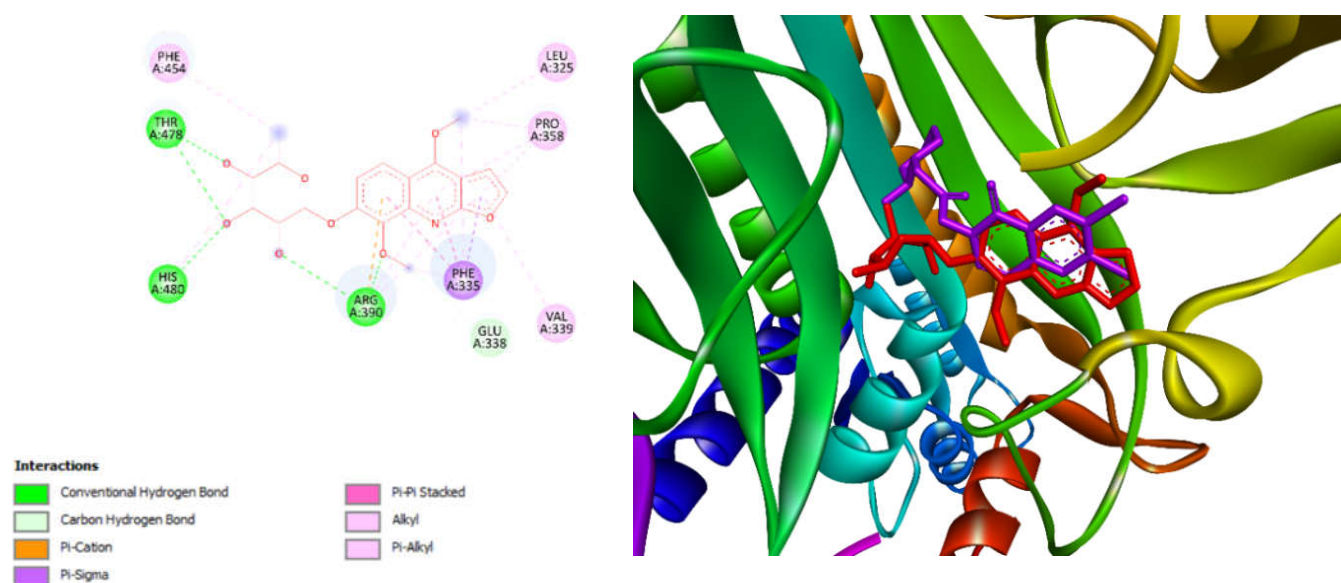 PHE
A:454
LEU
A:325
THR
A:478
PRO
A:358
O
O
O
O
O
O
O
N
O
O
HIS
A:480
ARG
A:390
PHE
A:335
GLU
A:338
VAL
A:339
Interactions
Conventional Hydrogen Bond
Carbon Hydrogen Bond
Pi-Cation
Pi-Sigma
Pi-Pi Stacked
Alkyl
Pi-Alkyl